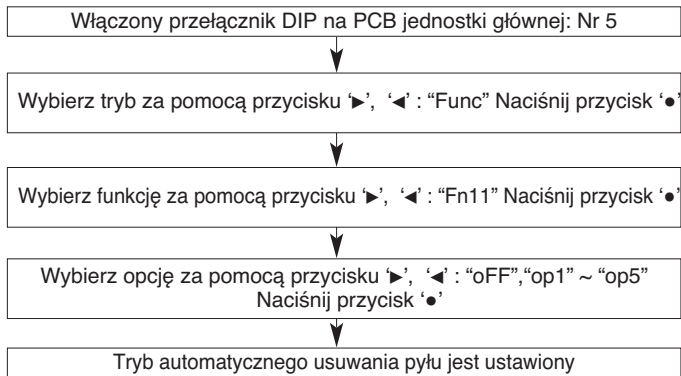 Włączony przełącznik DIP na PCB jednostki głównej: Nr 5
Wybierz tryb za pomocą przycisku ‘►’, ‘◄’ : “Func” Naciśnij przycisk ‘●’
Wybierz funkcję za pomocą przycisku ‘►’, ‘◄’ : “Fn11” Naciśnij przycisk ‘●’
Wybierz opcję za pomocą przycisku ‘►’, ‘◄’ : “oFF”,“op1” ~ “op5”
Naciśnij przycisk ‘●’
Tryb automatycznego usuwania pyłu jest ustawiony